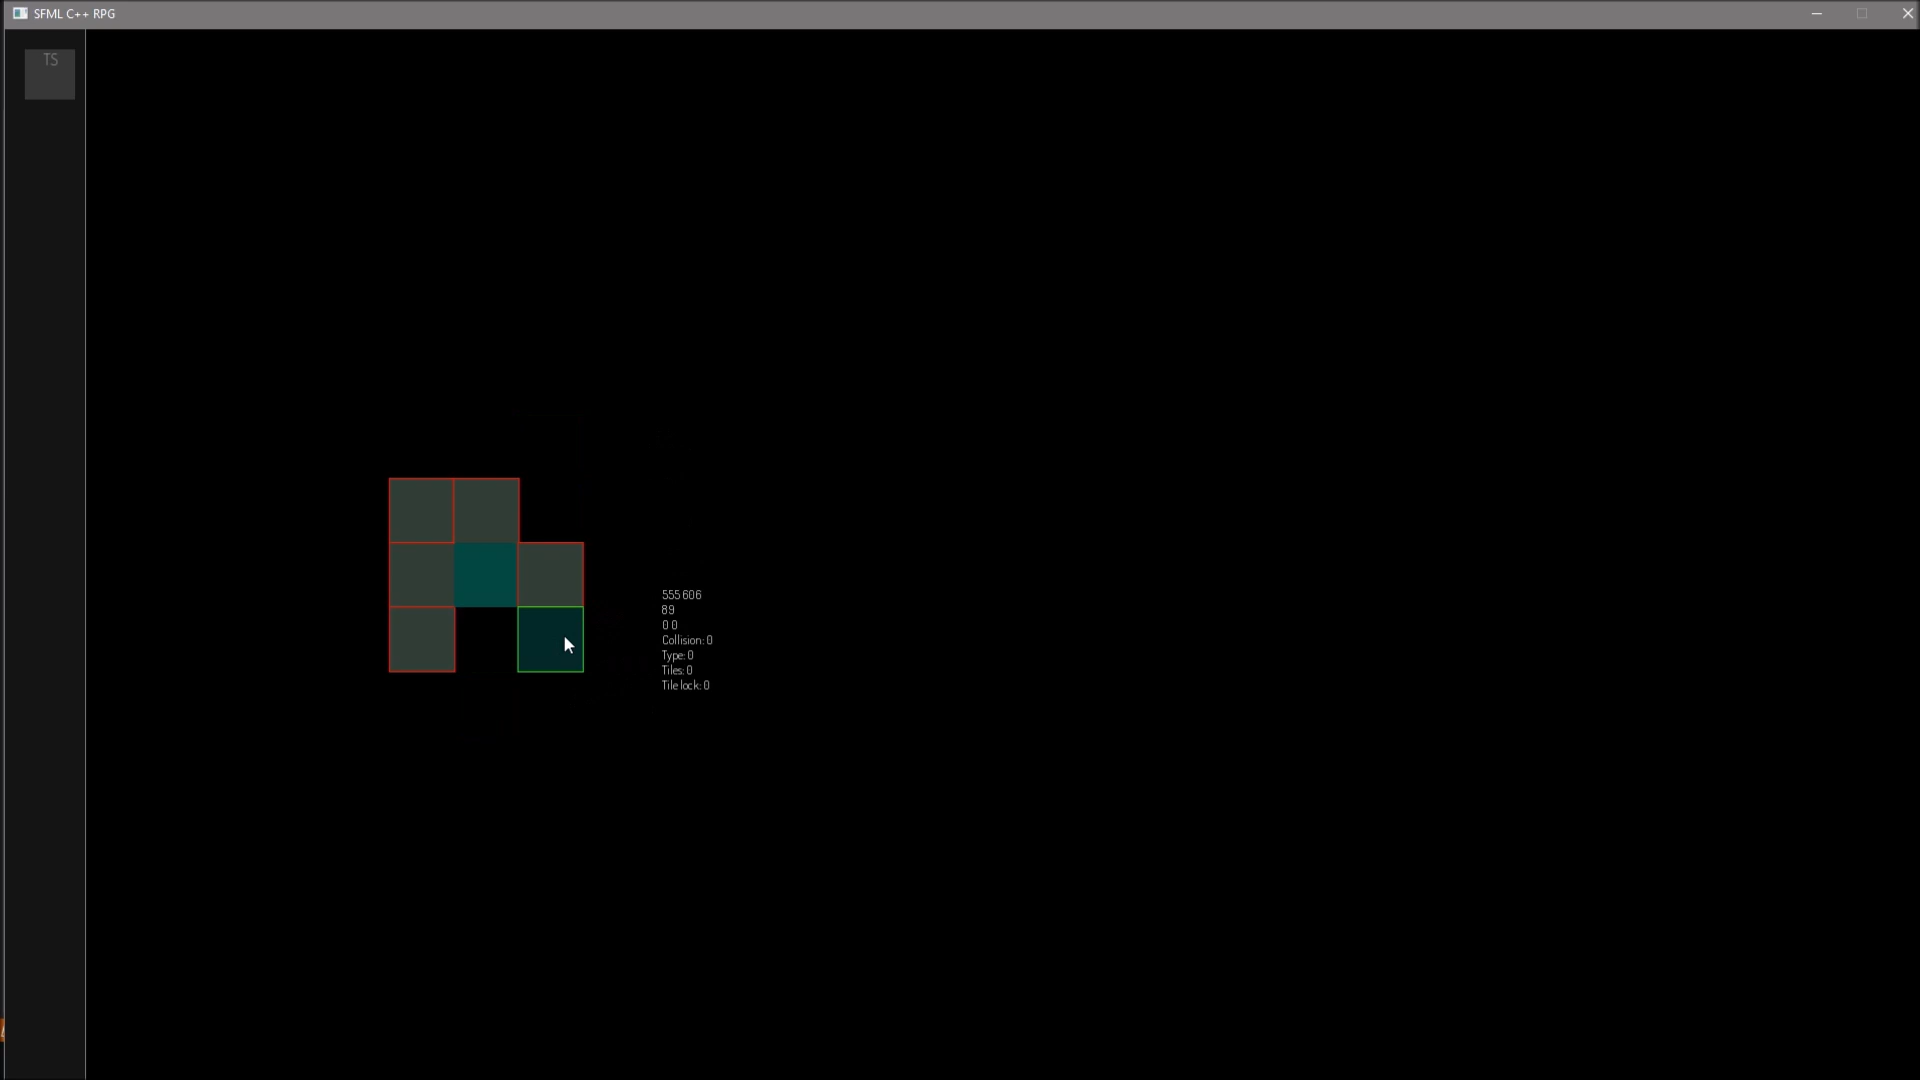 SFML C++ RPG
TS
555 606
8 9
0 0
Collision: 0
Type: 0
Tiles: 0
Tile lock: 0